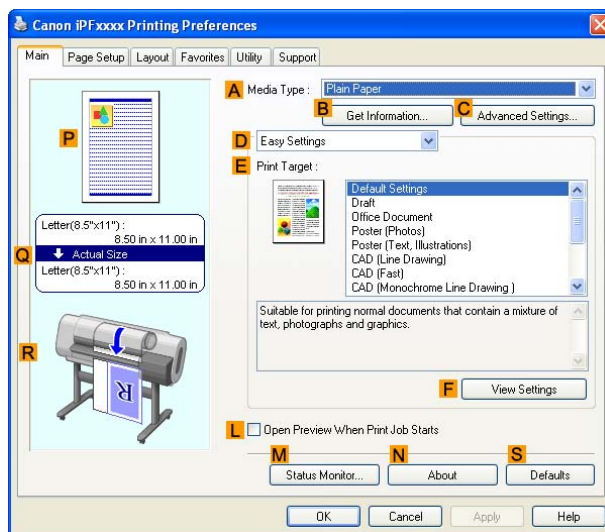 Canon iPFxxxx Printing Preferences
Main Page Setup Layout Favorites Utility Support
P
Letter(8.5"x11") :
8.50 in x 11.00 in
Q
Actual Size
Letter(8.5"x11") :
8.50 in x 11.00 in
R
R
A Media Type : Plain Paper
B Get Information... C Advanced Settings...
D Easy Settings
E Print Target :
Default Settings
Draft
Office Document
Poster (Photos)
Poster (Text, Illustrations)
CAD (Line Drawing)
CAD (Fast)
CAD (Monochrome Line Drawing )
Suitable for printing normal documents that contain a mixture of
text, photographs and graphics.
F View Settings
L Open Preview When Print Job Starts
M N S
Status Monitor... About Defaults
OK Cancel Apply Help